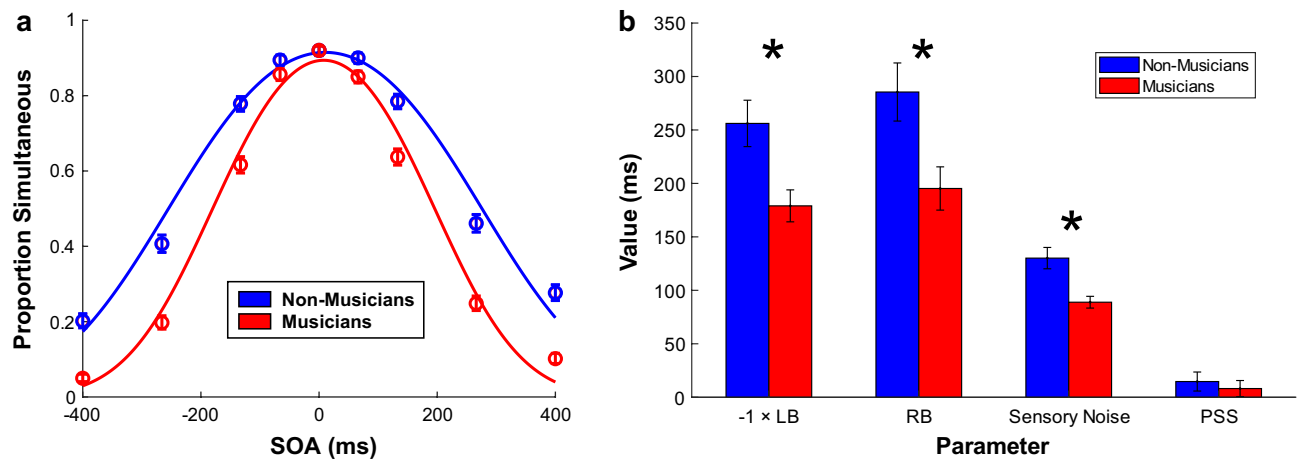 a
Proportion Simultaneous
1
0.8
0.6
0.4
0.2
0
-400
-200
0
200
400
SOA (ms)
Non-Musicians
Musicians
b
Value (ms)
350
300
250
200
150
100
50
0
*
*
*
Non-Musicians
Musicians
-1 × LB
RB
Sensory Noise
PSS
Parameter